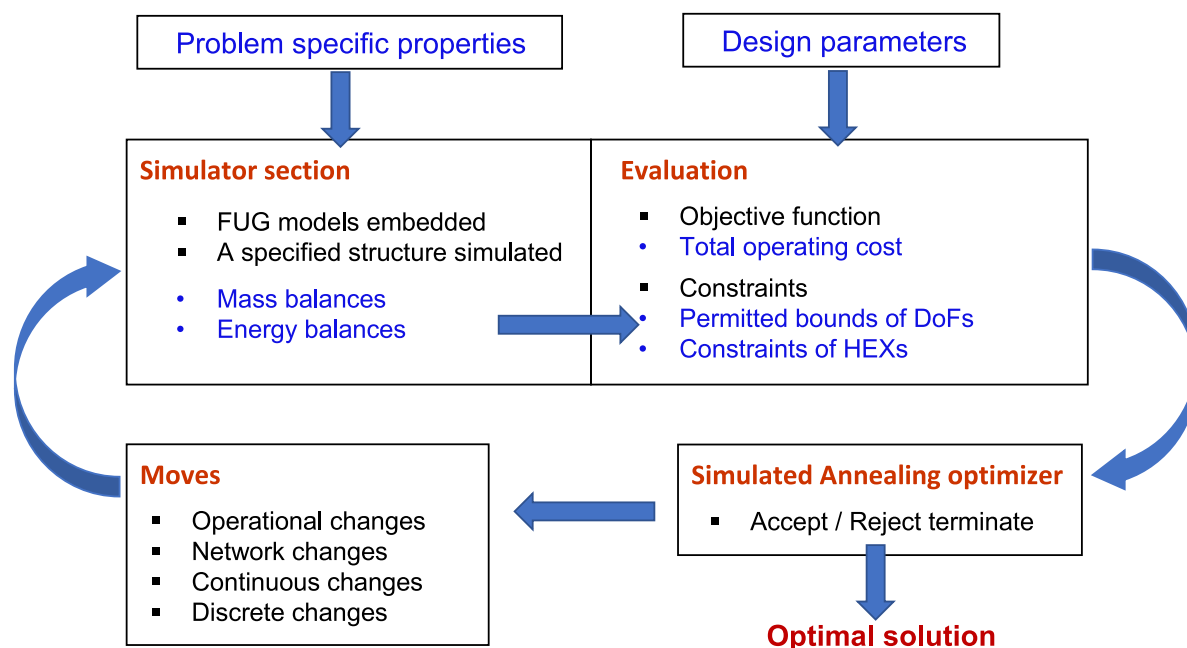 Problem specific properties
Design parameters
Simulator section
▪ FUG models embedded
▪ A specified structure simulated
• Mass balances
• Energy balances
Evaluation
▪ Objective function
• Total operating cost
▪ Constraints
• Permitted bounds of DoFs
• Constraints of HEXs
Moves
▪ Operational changes
▪ Network changes
▪ Continuous changes
▪ Discrete changes
Simulated Annealing optimizer
▪ Accept / Reject terminate
Optimal solution